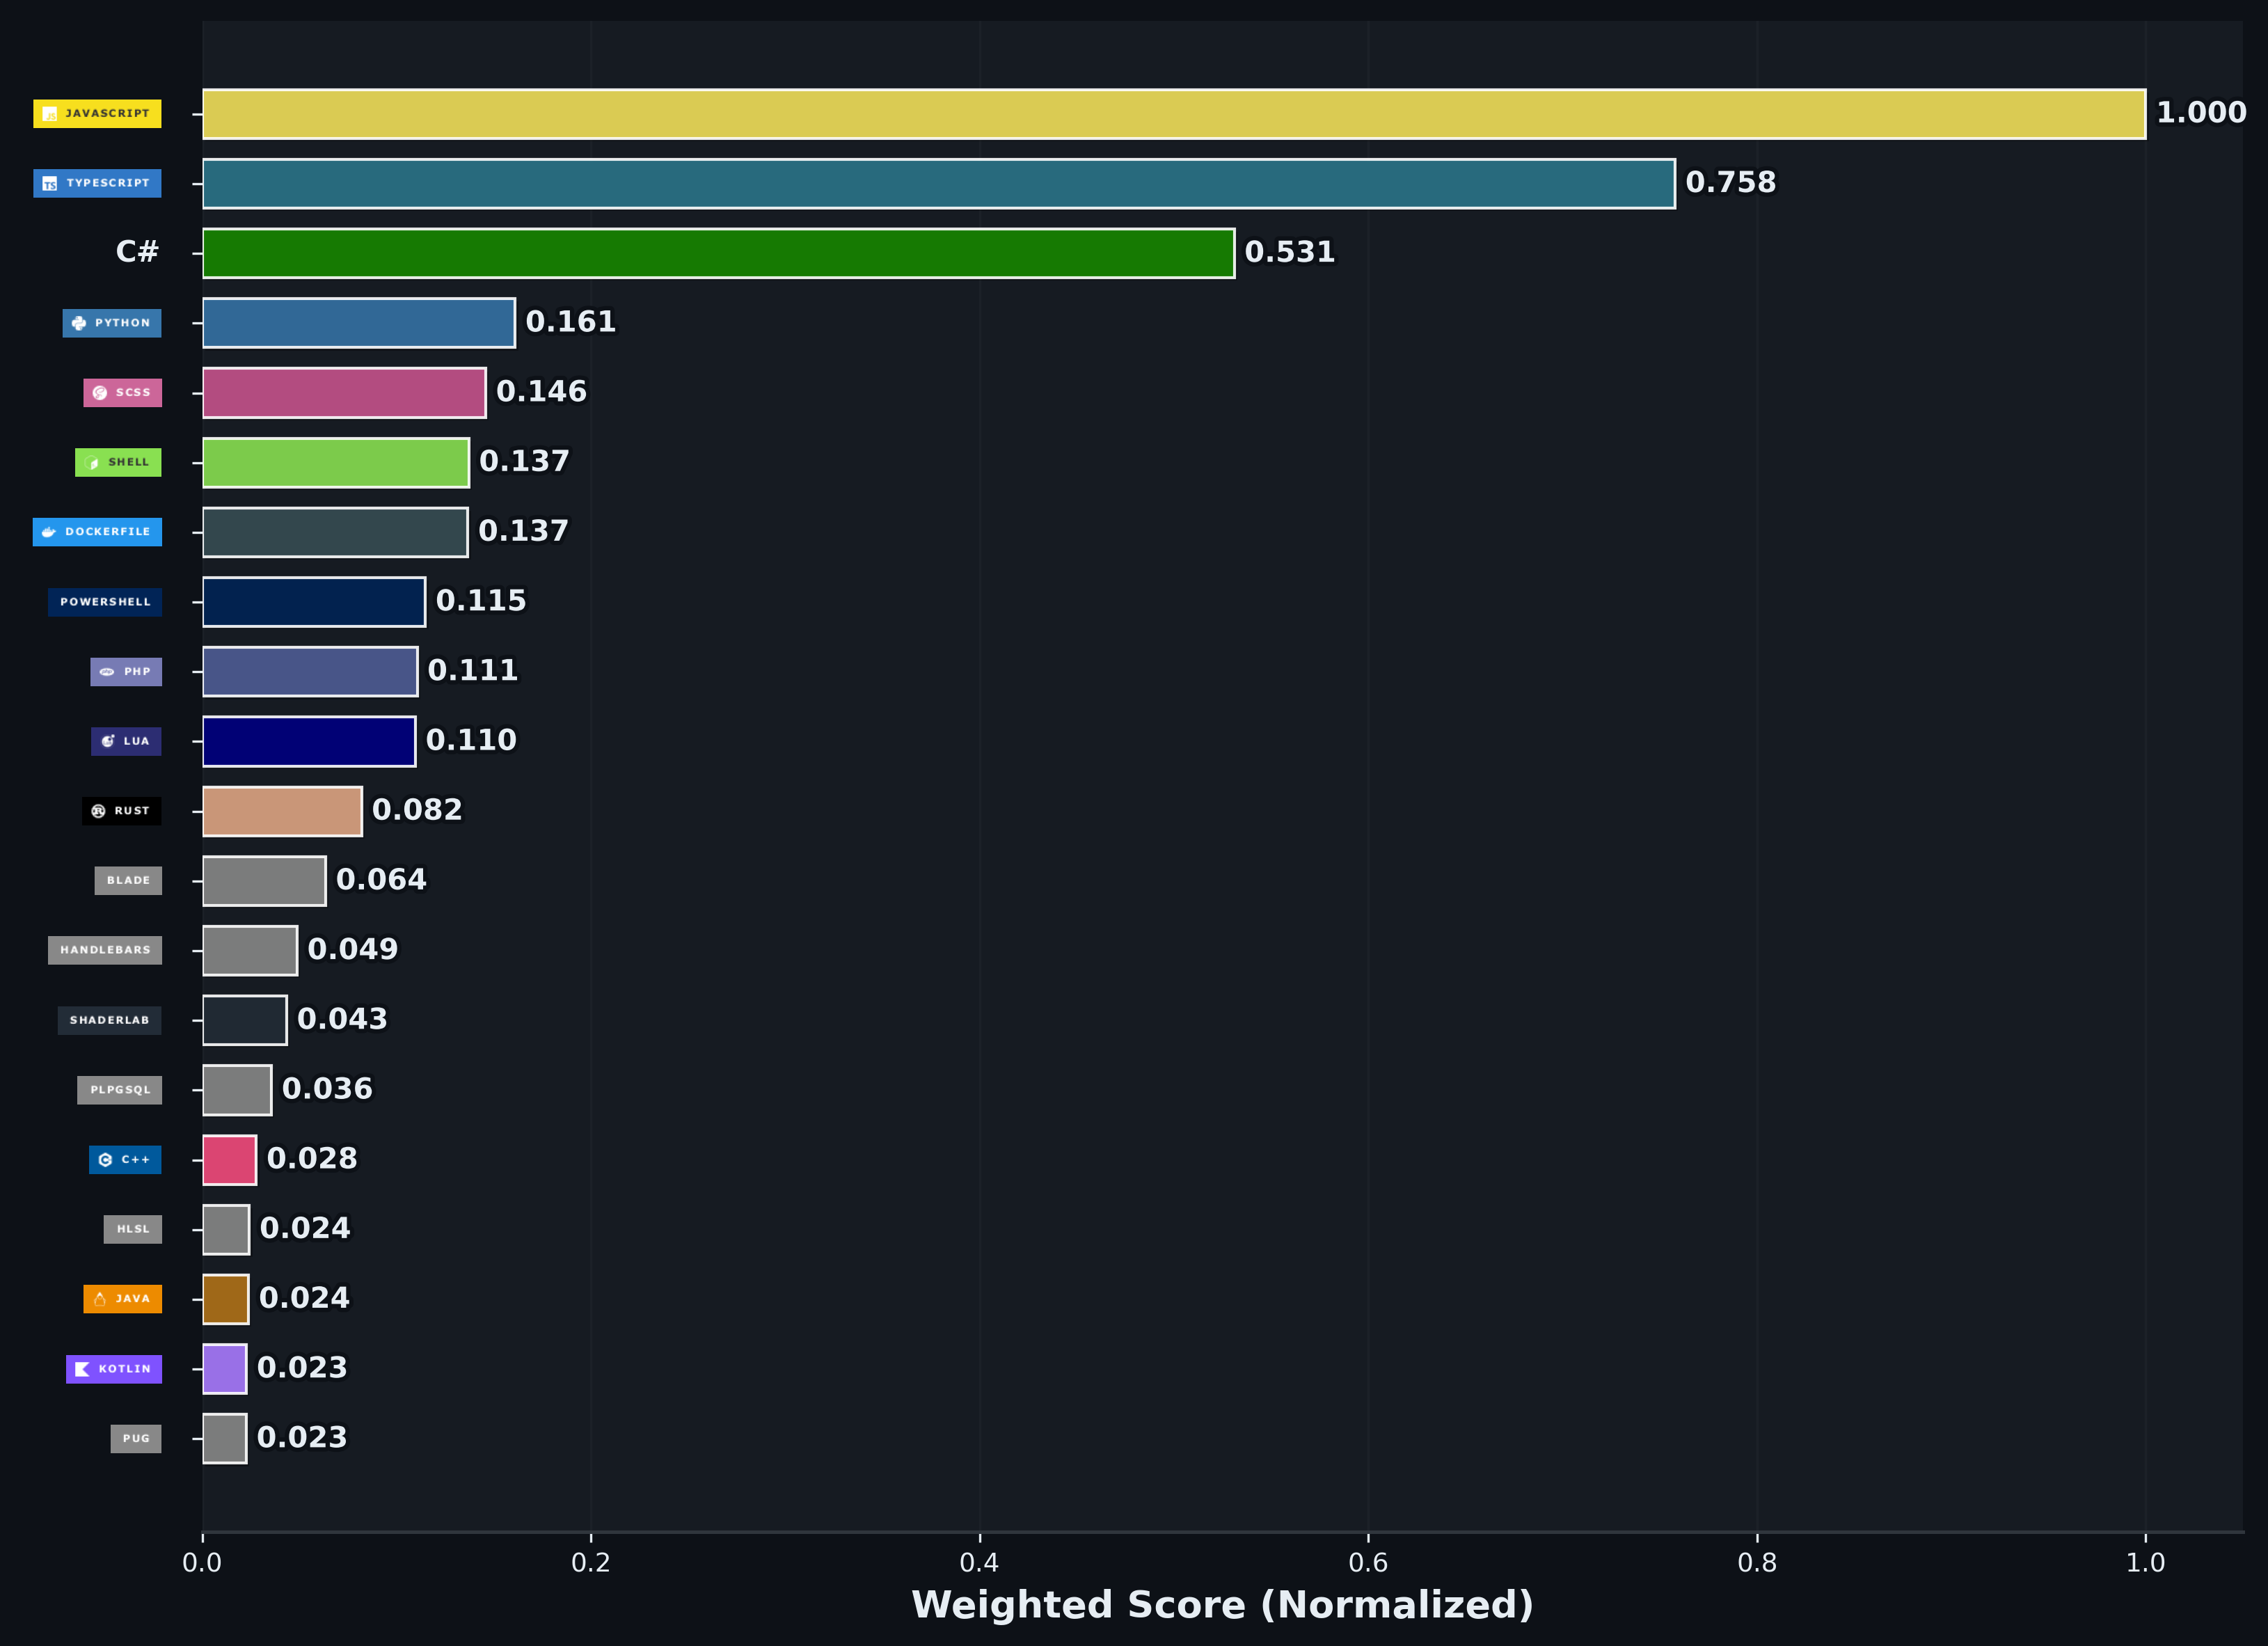 JAVASCRIPT 1.000
TS TYPESCRIPT 0.758
C# 0.531
PYTHON 0.161
SCSS 0.146
SHELL 0.137
DOCKERFILE 0.137
POWERSHELL 0.115
PHP 0.111
LUA 0.110
RUST 0.082
BLADE 0.064
HANDLEBARS 0.049
SHADERLAB 0.043
PLPGSQL 0.036
C++ 0.028
HLSL 0.024
JAVA 0.024
KOTLIN 0.023
PUG 0.023
0.0 0.2 0.4 0.6 0.8 1.0
Weighted Score (Normalized)